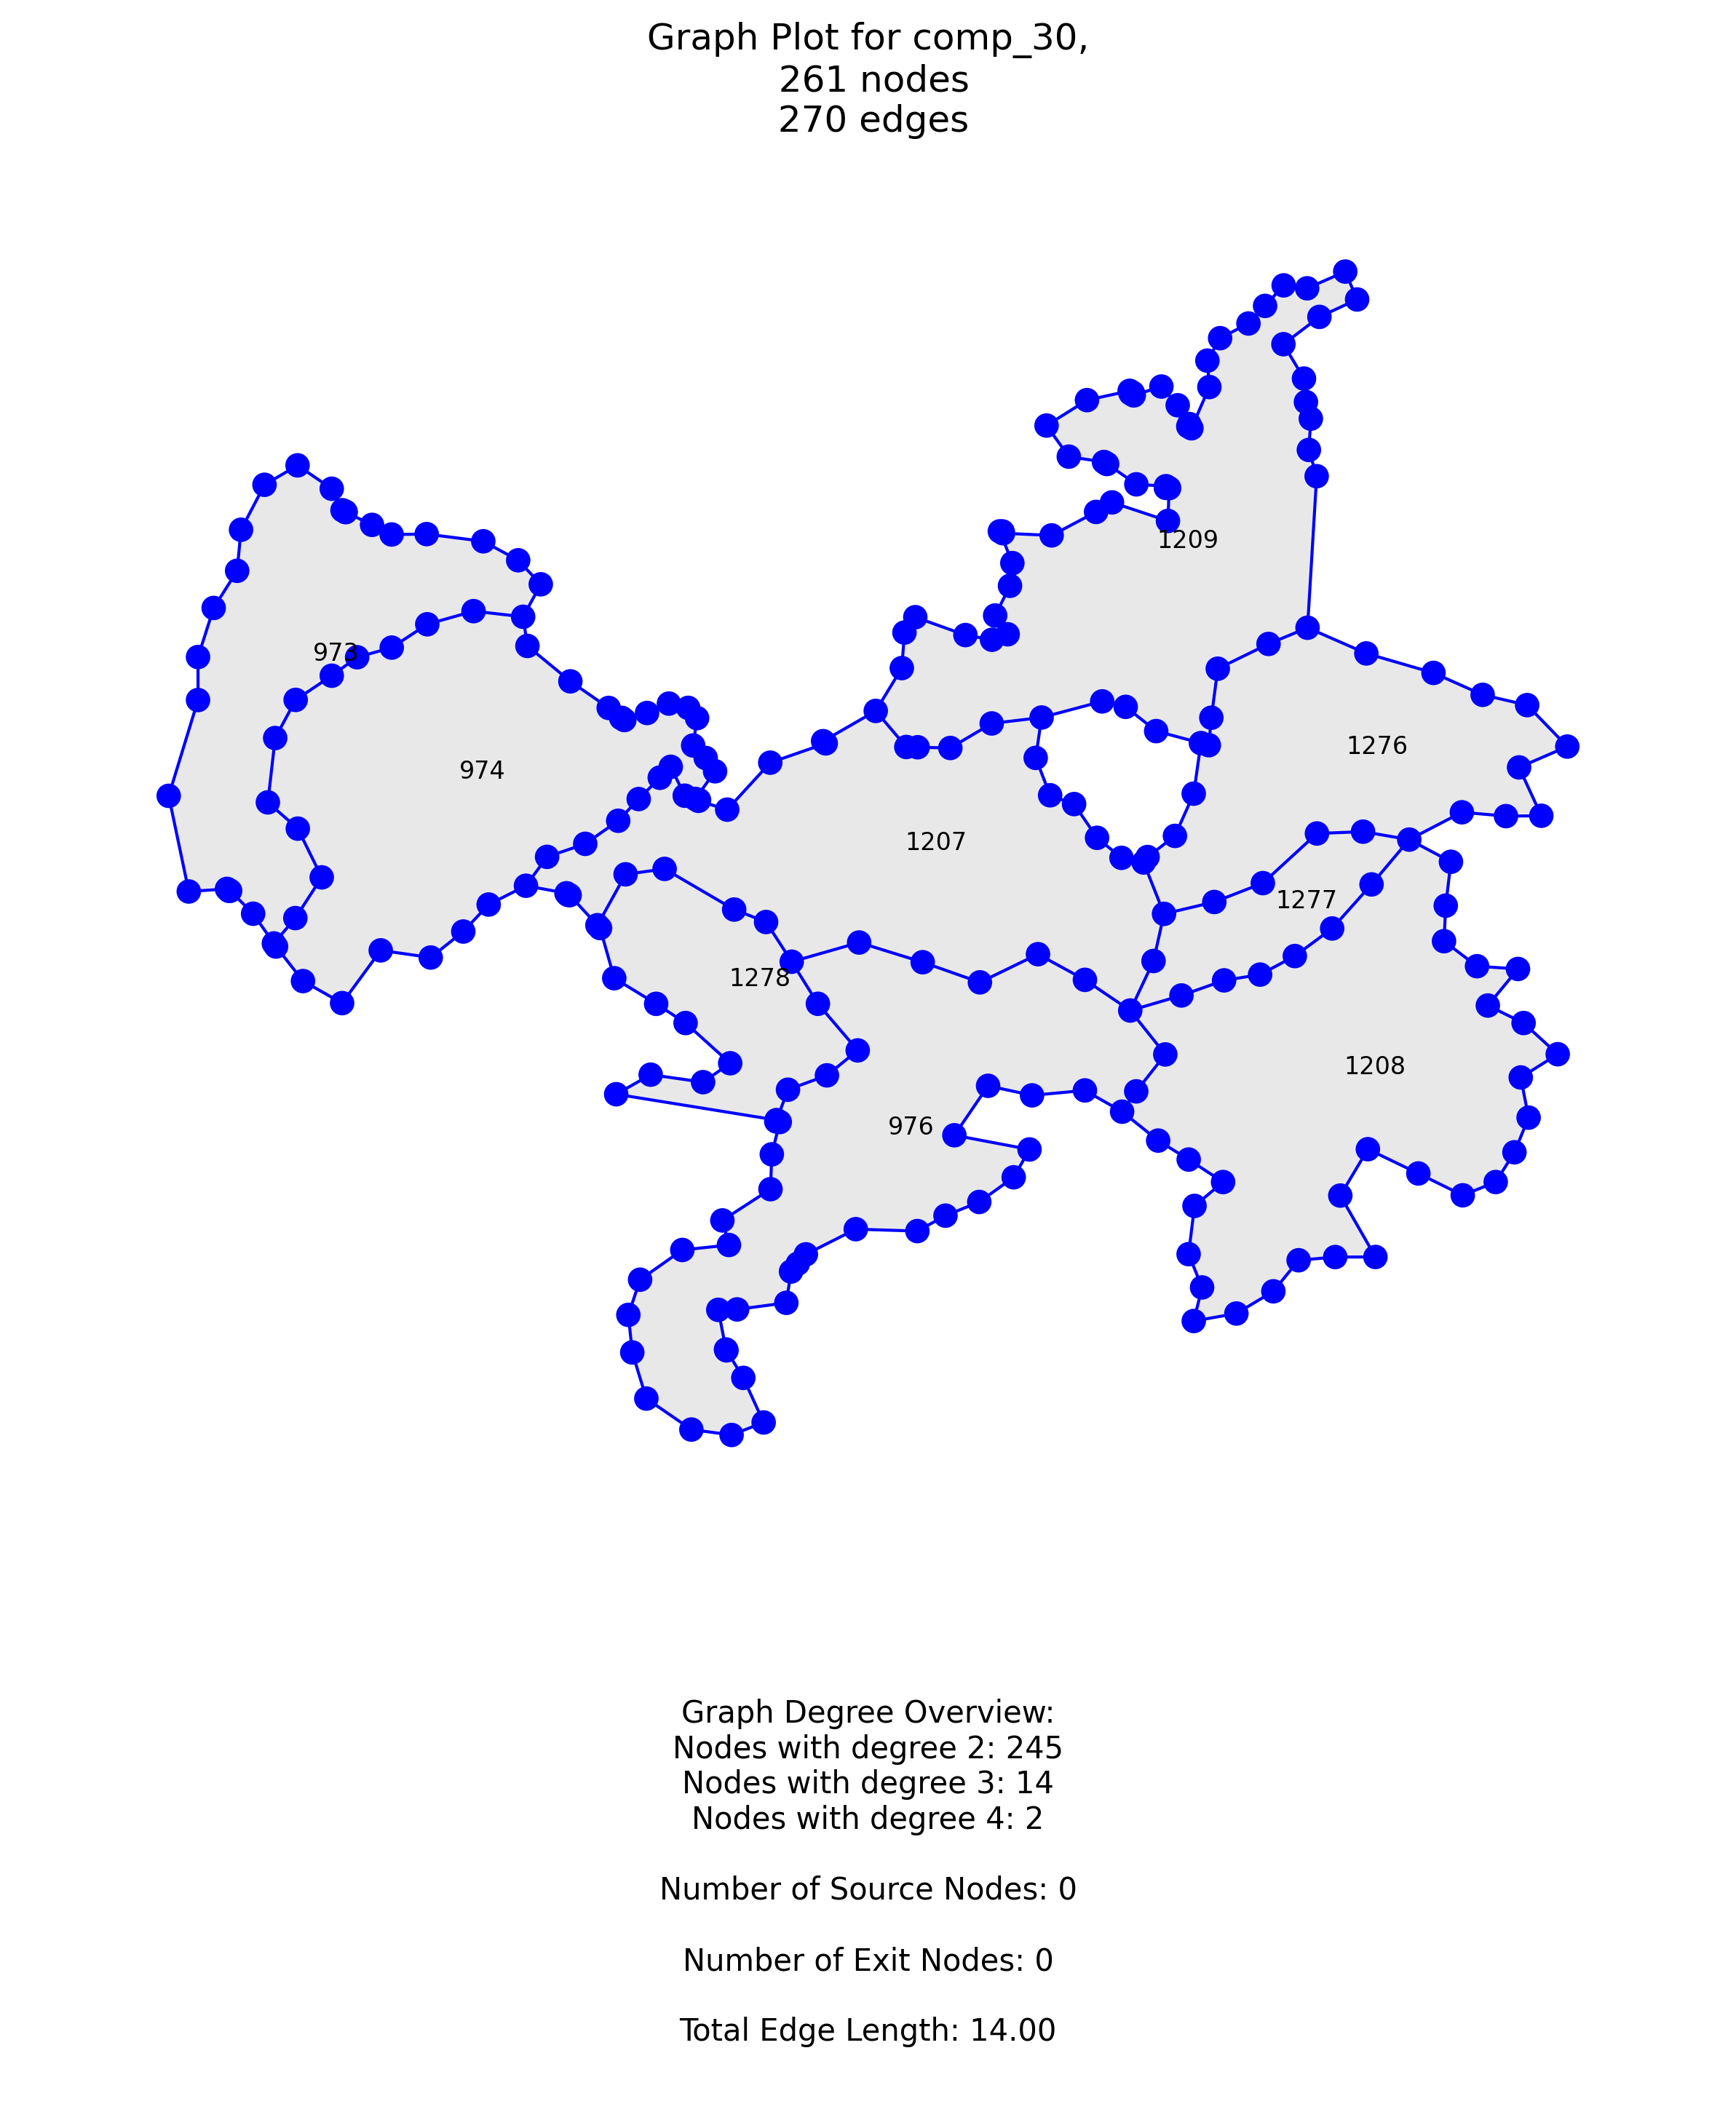 Graph Plot for comp_30,
261 nodes
270 edges
1209
973
1276
974
1207
1277
1278
1208
976
Graph Degree Overview:
Nodes with degree 2: 245
Nodes with degree 3: 14
Nodes with degree 4: 2
Number of Source Nodes: 0
Number of Exit Nodes: 0
Total Edge Length: 14.00